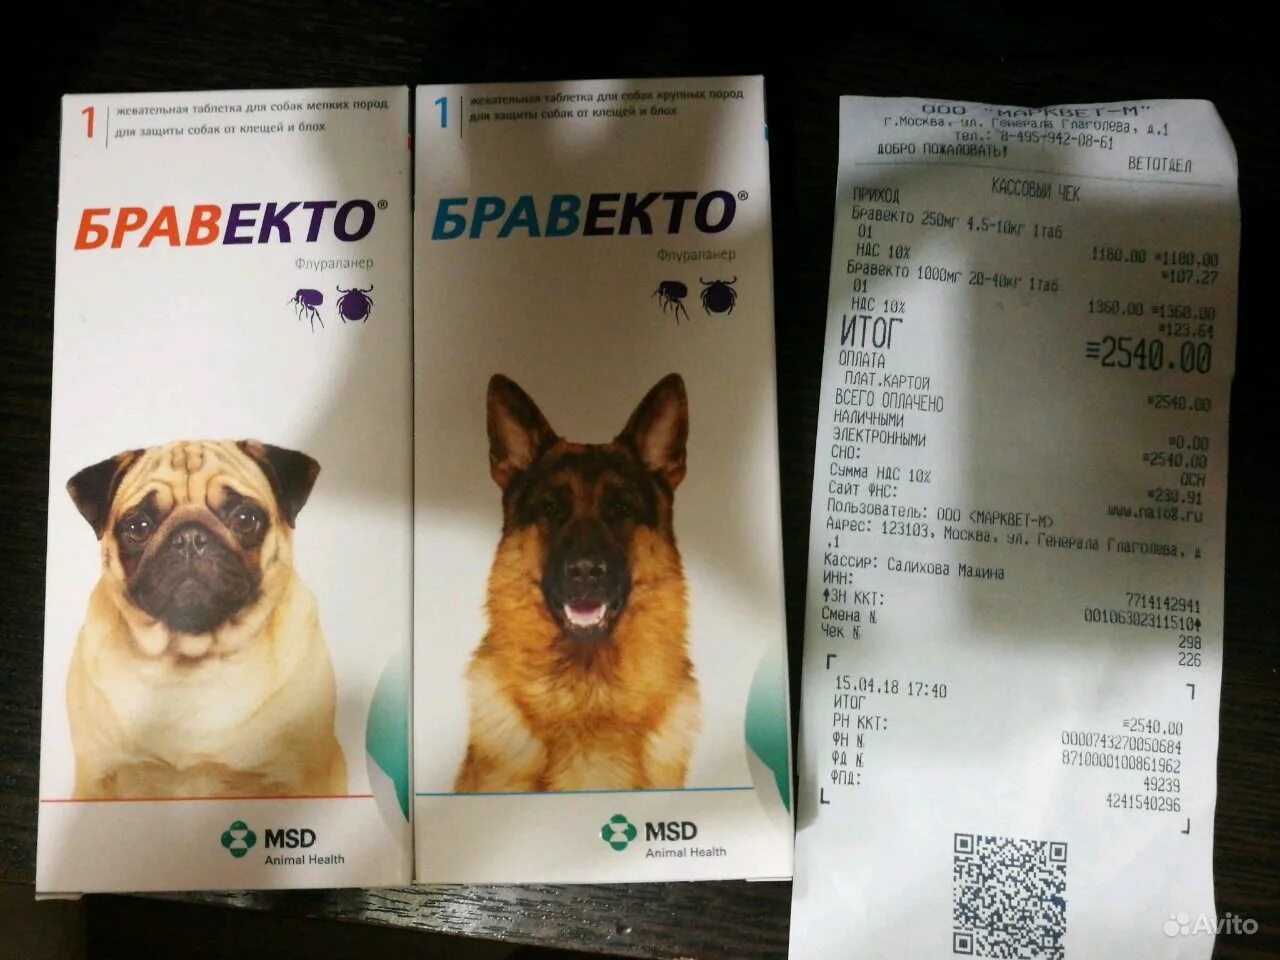 1
жевательная таблетка для собак мелких пород
для защиты собак от клещей и блох
БРАВЕКТО®
Флураланер
MSD
Animal Health
1
жевательная таблетка для собак крупных пород
для защиты собак от клещей и блох
БРАВЕКТО®
Флураланер
MSD
Animal Health
ООО "МАРКВЕТ-М"
г.Москва, ул. Генерала Глаголева, д.1
тел.: 8-495-942-08-61
ДОБРО ПОЖАЛОВАТЬ!
ВЕТОТДЕЛ
КАССОВЫЙ ЧЕК
ПРИХОД
Бравекто 250мг 4.5-10кг 1таб
01 1180.00 ≡1180.00
НДС 10% ≡107.27
Бравекто 1000мг 20-40кг 1таб
01 1360.00 ≡1360.00
НДС 10% ≡123.64
ИТОГ ≡2540.00
ОПЛАТА
ПЛАТ.КАРТОЙ ≡2540.00
ВСЕГО ОПЛАЧЕНО
НАЛИЧНЫМИ ≡0.00
ЭЛЕКТРОННЫМИ ≡2540.00
СНО: ОСН
Сумма НДС 10% ≡230.91
Сайт ФНС: www.nalog.ru
Пользователь: ООО <МАРКВЕТ-М>
Адрес: 123103, Москва, ул. Генерала Глаголева, д
.1
Кассир: Салихова Мадина
ИНН: 7714142941
ЗН ККТ: 00106302311510
Смена № 298
Чек № 226
15.04.18 17:40
ИТОГ ≡2540.00
РН ККТ: 0000743270050684
ФН № 8710000100861962
ФД № 49239
ФПД: 4241540296
Avito